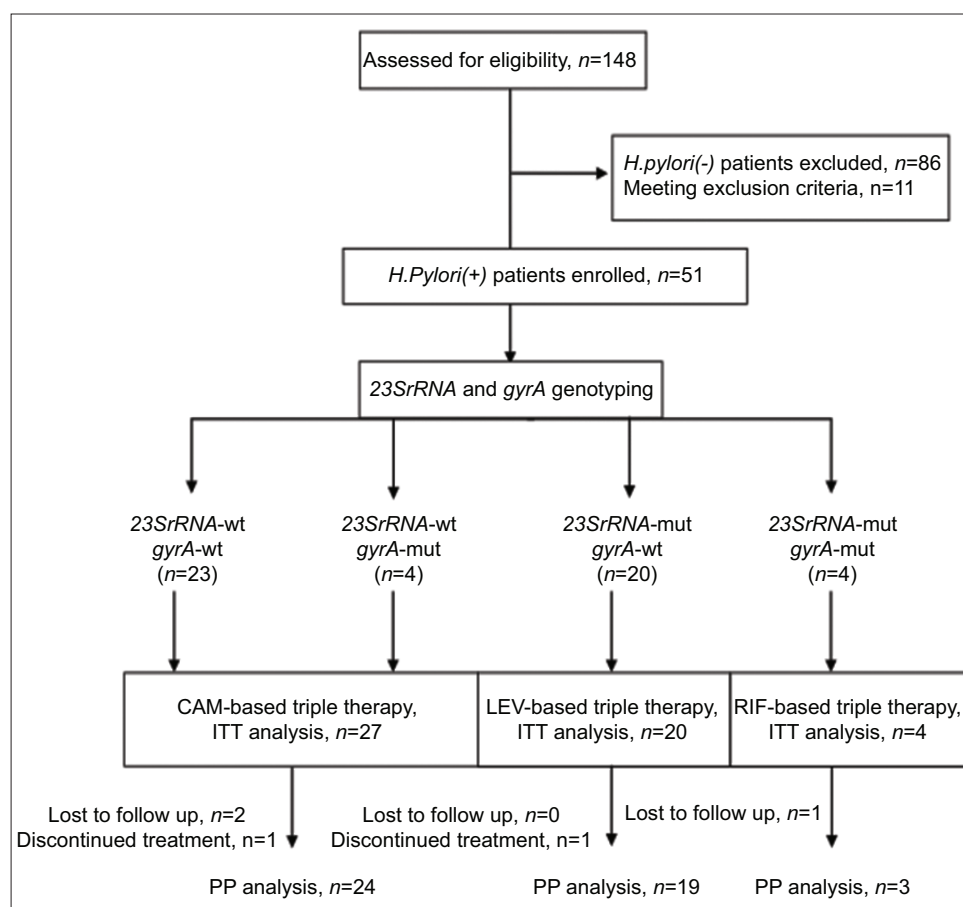 Assessed for eligibility, n=148
H.pylori(-) patients excluded, n=86
Meeting exclusion criteria, n=11
H.Pylori(+) patients enrolled, n=51
23SrRNA and gyrA genotyping
23SrRNA-wt
gyrA-wt
(n=23)
23SrRNA-wt
gyrA-mut
(n=4)
23SrRNA-mut
gyrA-wt
(n=20)
23SrRNA-mut
gyrA-mut
(n=4)
CAM-based triple therapy,
ITT analysis, n=27
LEV-based triple therapy,
ITT analysis, n=20
RIF-based triple therapy,
ITT analysis, n=4
Lost to follow up, n=2
Discontinued treatment, n=1
Lost to follow up, n=0
Discontinued treatment, n=1
Lost to follow up, n=1
PP analysis, n=24
PP analysis, n=19
PP analysis, n=3